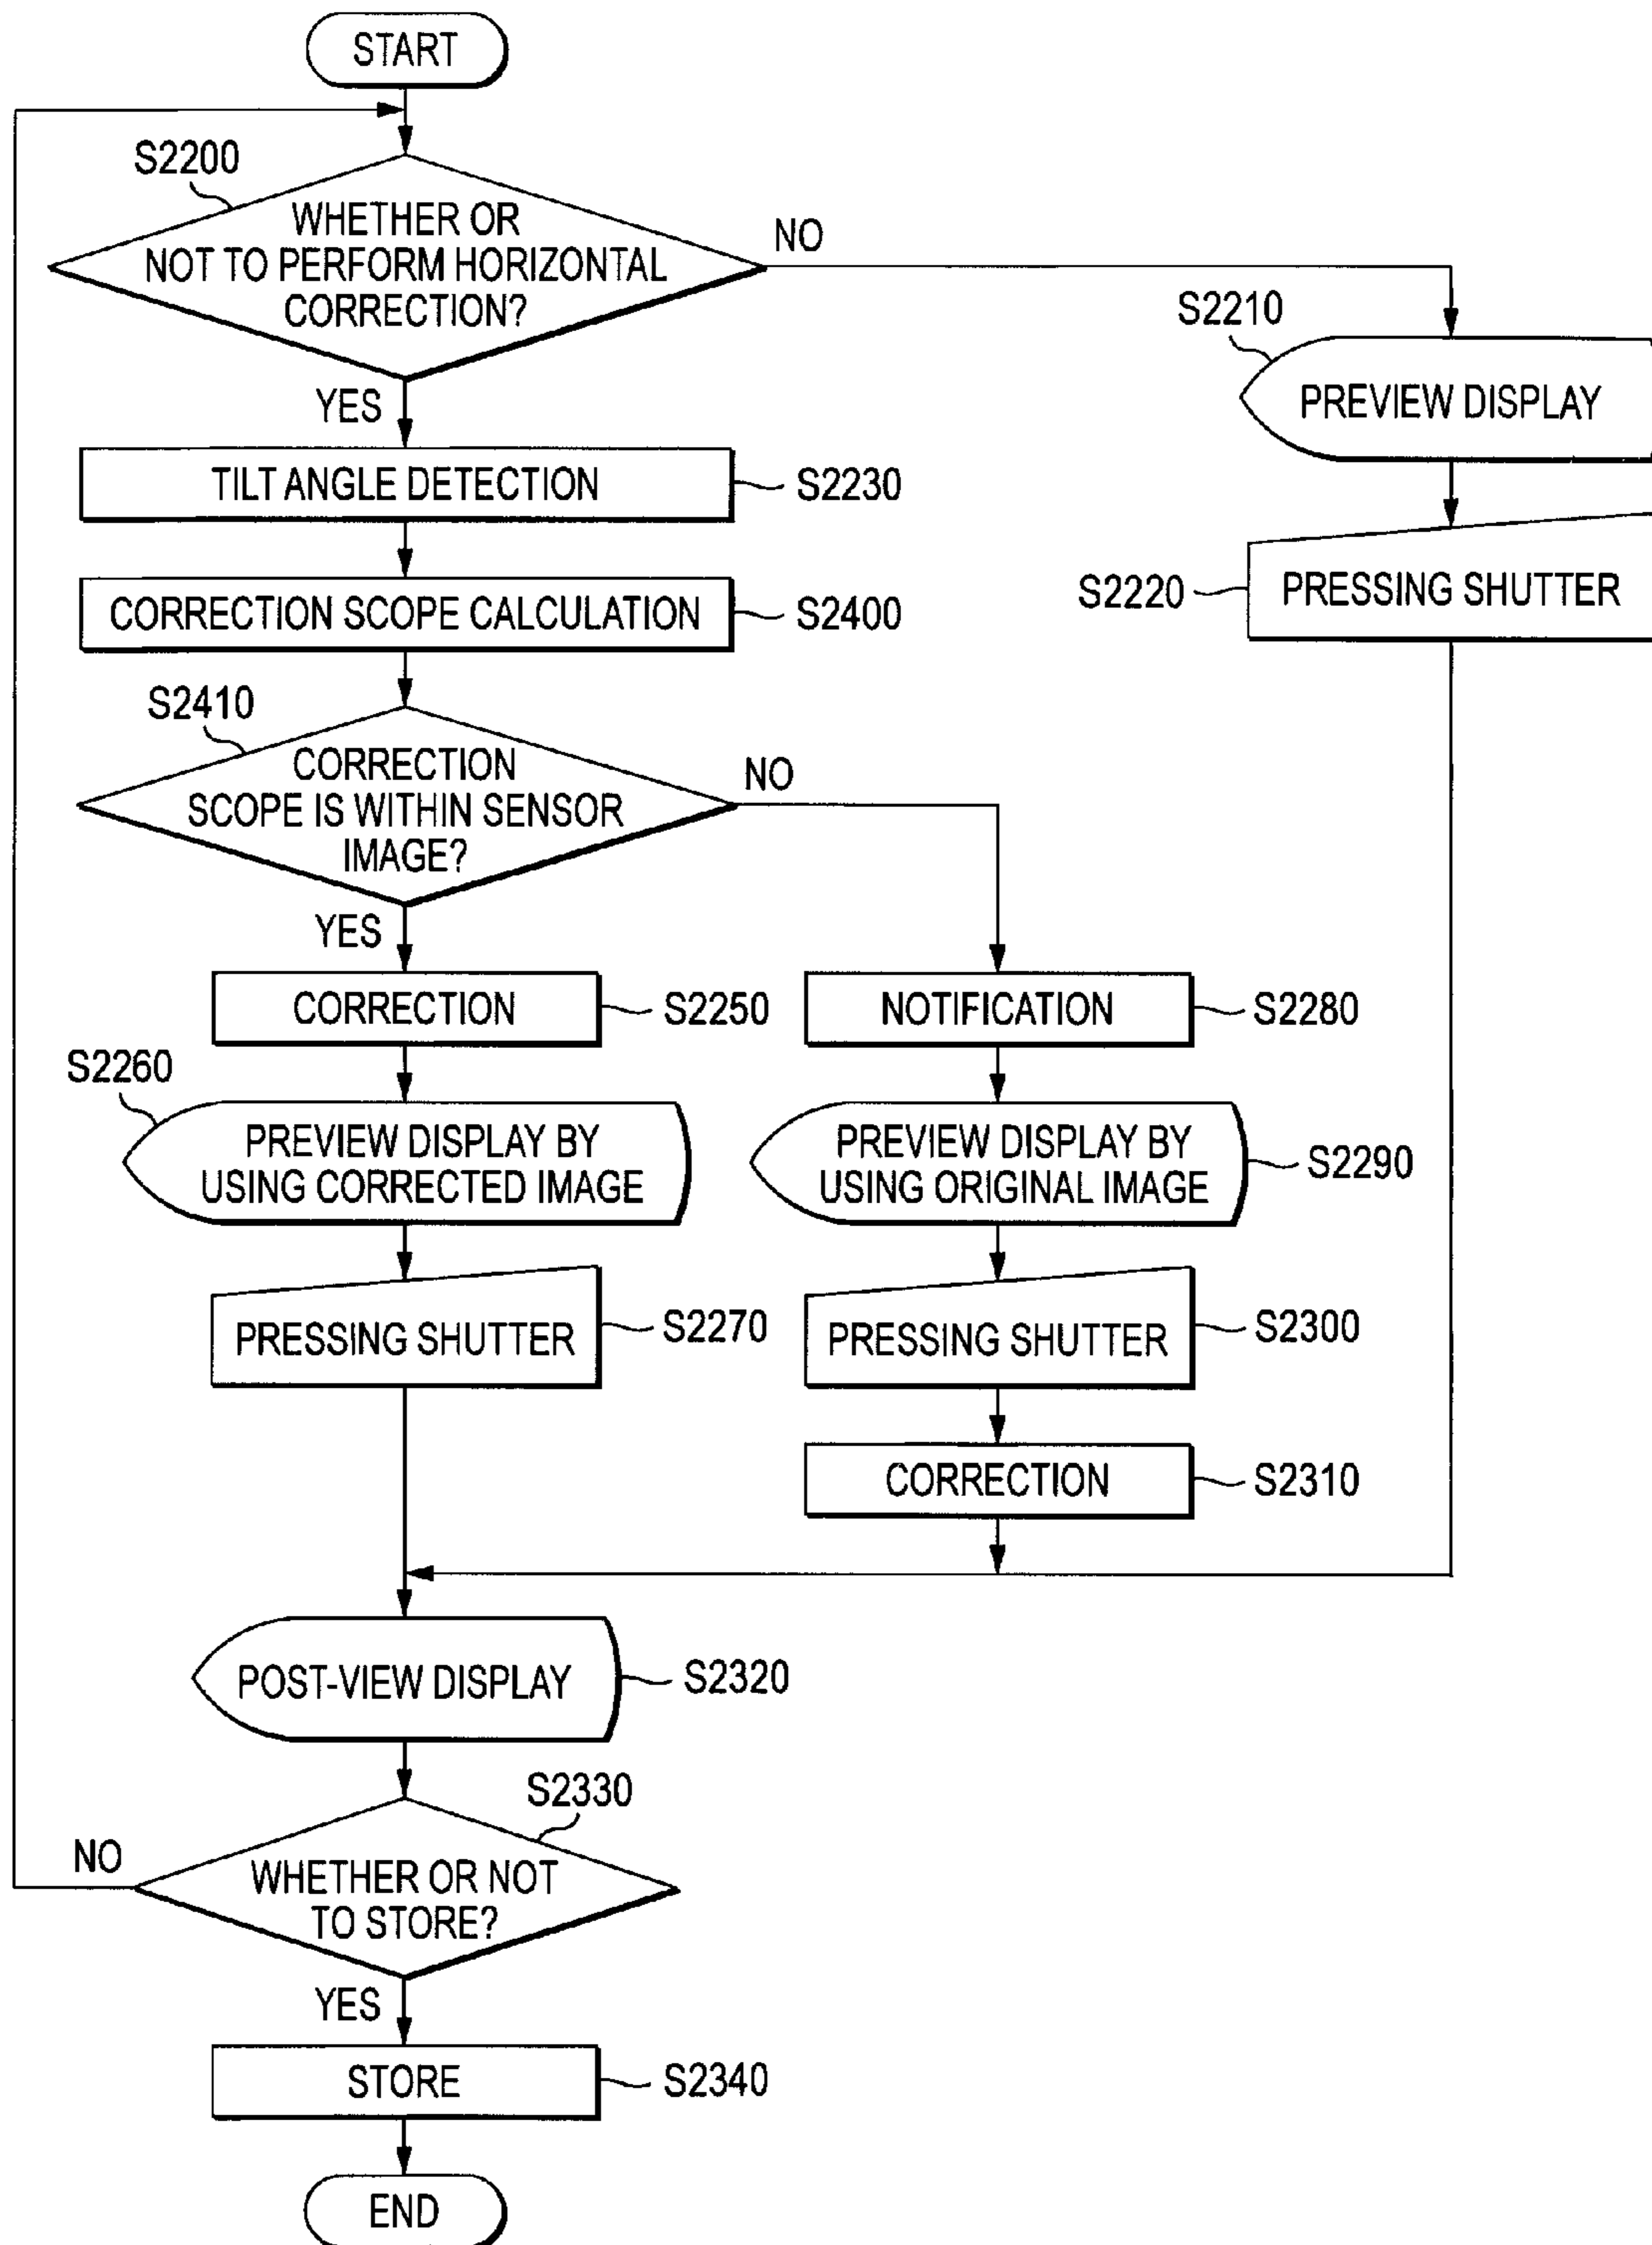 START
S2200
WHETHER OR
NOT TO PERFORM HORIZONTAL
CORRECTION?
NO
YES
S2210
PREVIEW DISPLAY
S2220
PRESSING SHUTTER
TILT ANGLE DETECTION
S2230
CORRECTION SCOPE CALCULATION
S2400
S2410
CORRECTION
SCOPE IS WITHIN SENSOR
IMAGE?
NO
YES
CORRECTION
S2250
NOTIFICATION
S2280
S2260
PREVIEW DISPLAY BY
USING CORRECTED IMAGE
PREVIEW DISPLAY BY
USING ORIGINAL IMAGE
S2290
PRESSING SHUTTER
S2270
PRESSING SHUTTER
S2300
CORRECTION
S2310
POST-VIEW DISPLAY
S2320
S2330
NO
WHETHER OR NOT
TO STORE?
YES
STORE
S2340
END